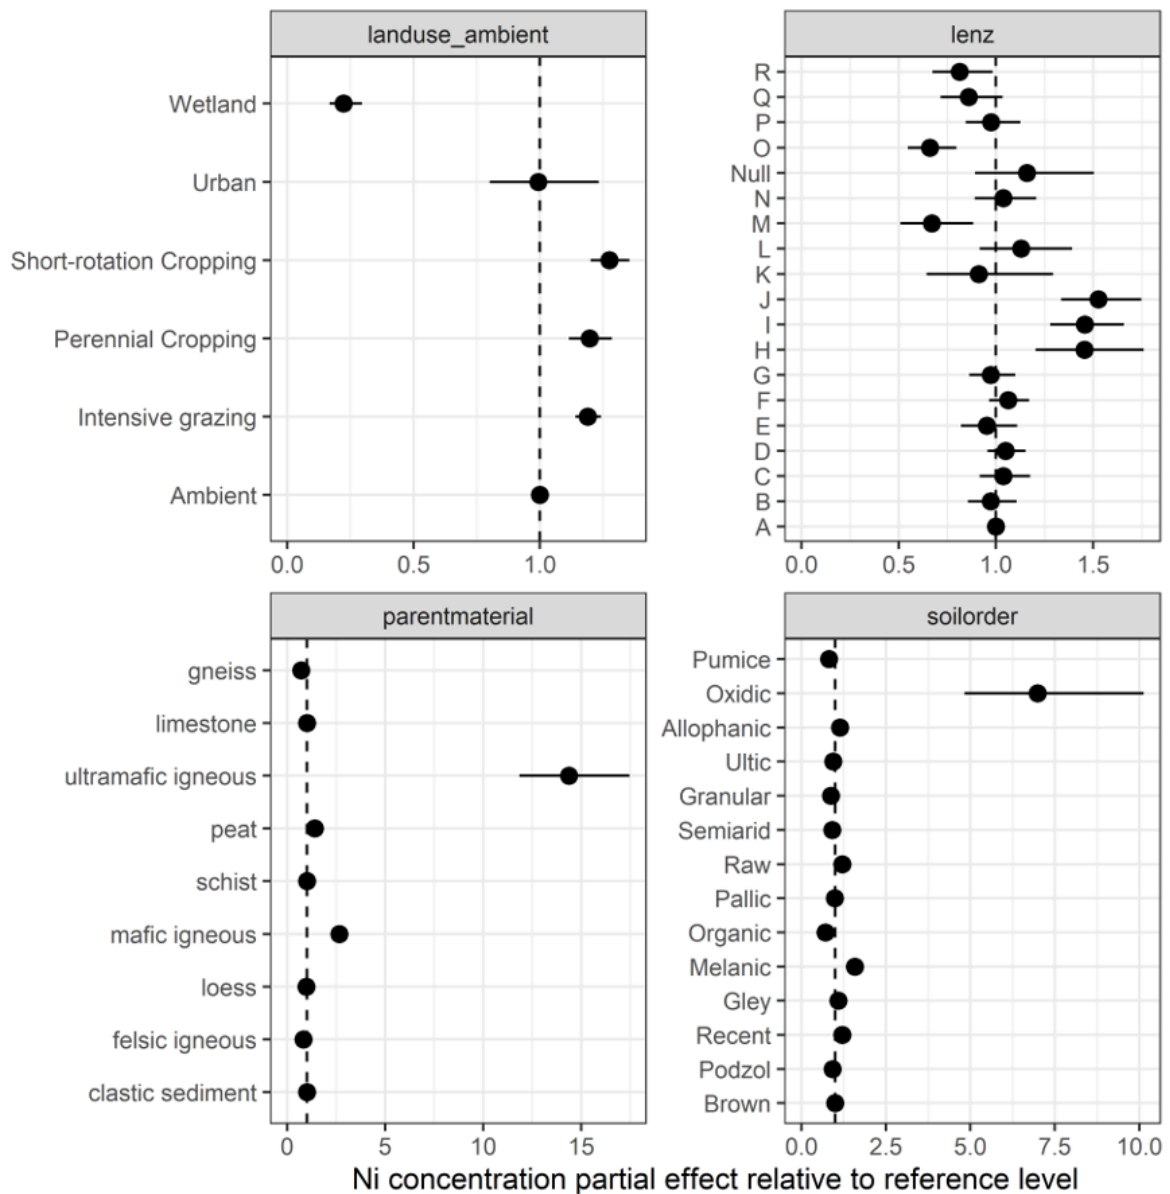 landuse_ambient
Wetland
Urban
Short-rotation Cropping
Perennial Cropping
Intensive grazing
Ambient
0.0 0.5 1.0
lenz
R
Q
P
O
Null
N
M
L
K
J
I
H
G
F
E
D
C
B
A
0.0 0.5 1.0 1.5
parentmaterial
gneiss
limestone
ultramafic igneous
peat
schist
mafic igneous
loess
felsic igneous
clastic sediment
0 5 10 15
soilorder
Pumice
Oxidic
Allophanic
Ultic
Granular
Semiarid
Raw
Pallic
Organic
Melanic
Gley
Recent
Podzol
Brown
0.0 2.5 5.0 7.5 10.0
Ni concentration partial effect relative to reference level